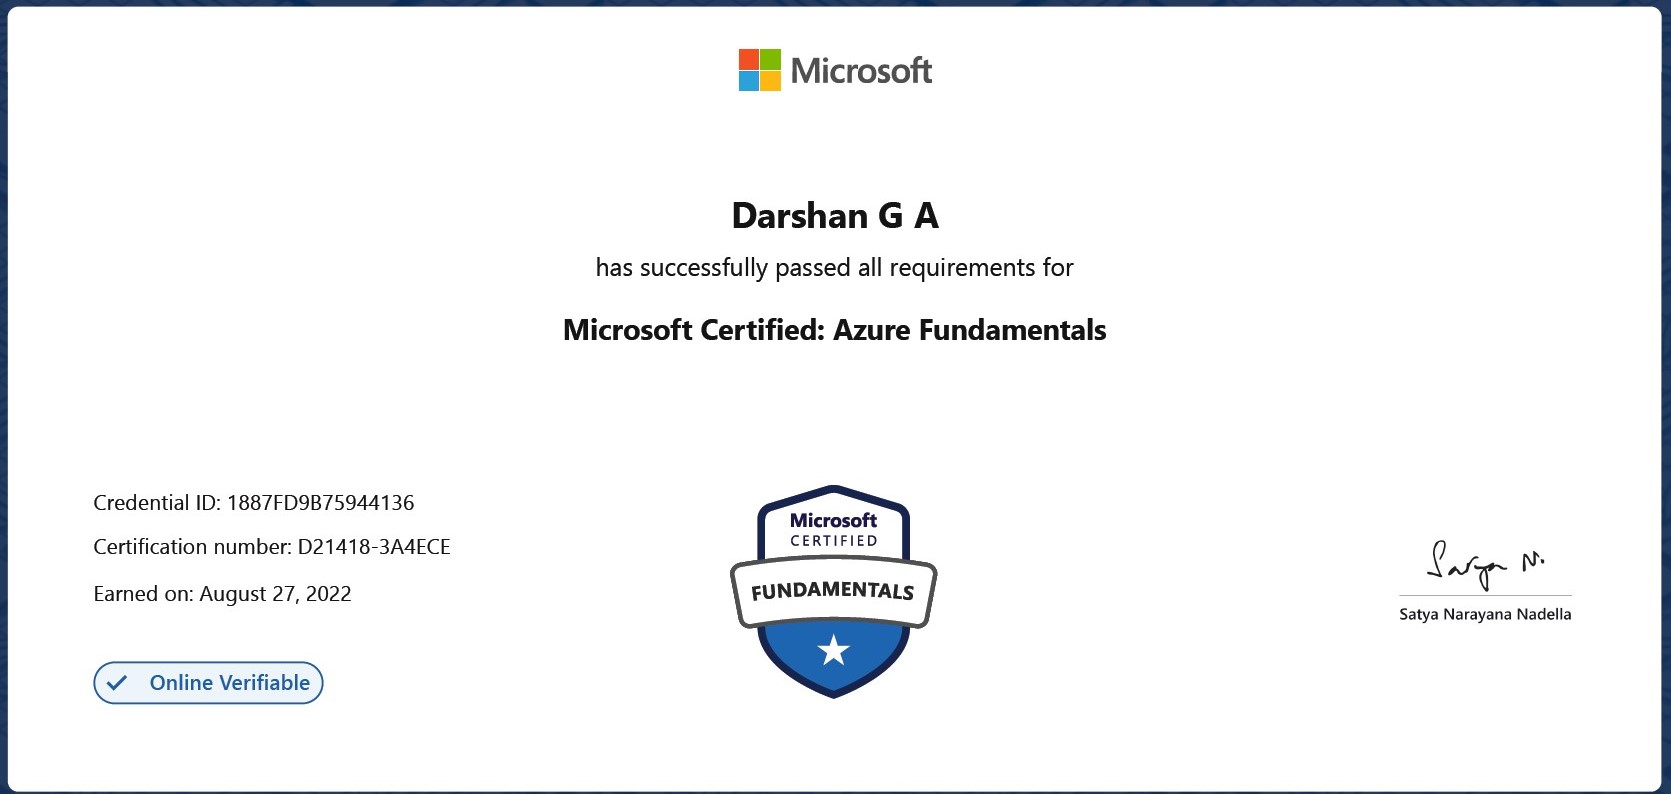 Microsoft
Darshan G A
has successfully passed all requirements for
Microsoft Certified: Azure Fundamentals
Credential ID: 1887FD9B75944136
Certification number: D21418-3A4ECE
Earned on: August 27, 2022
Online Verifiable
Microsoft
CERTIFIED
FUNDAMENTALS
Satya N.
Satya Narayana Nadella